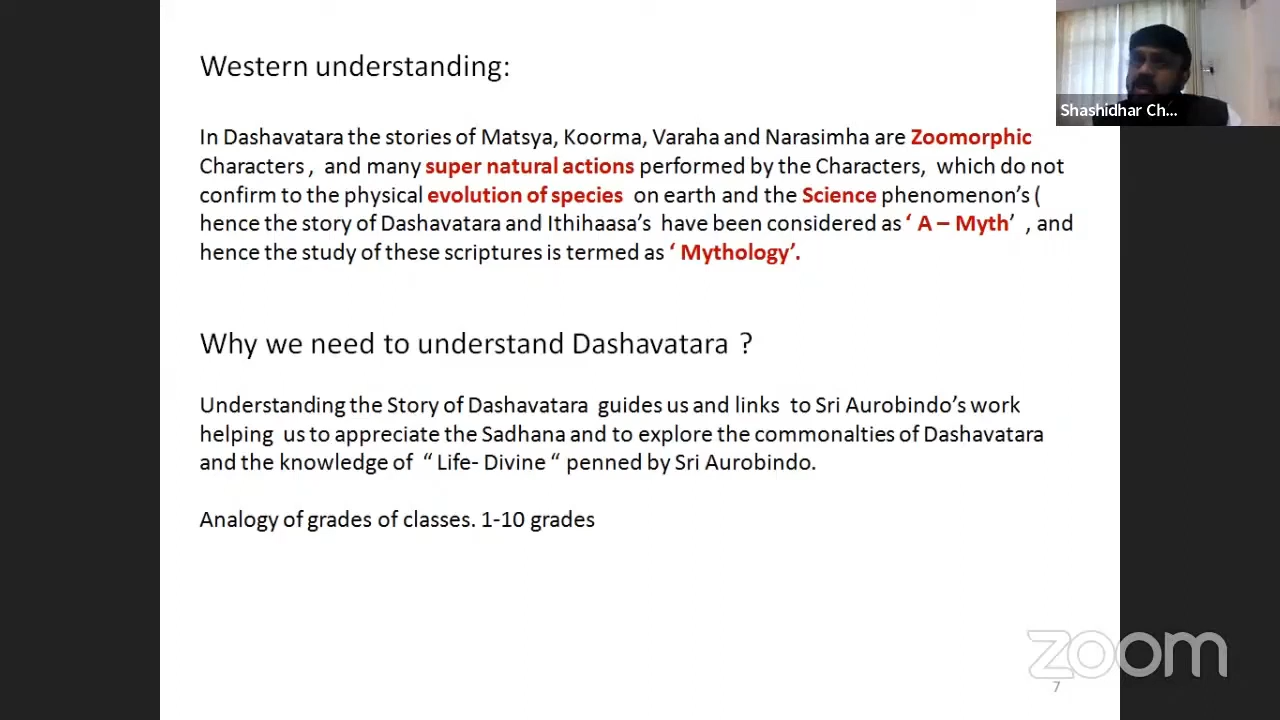 Western understanding:
In Dashavatara the stories of Matsya, Koorma, Varaha and Narasimha are Zoomorphic
Characters , and many super natural actions performed by the Characters, which do not
confirm to the physical evolution of species on earth and the Science phenomenon's (
hence the story of Dashavatara and Ithihaasa's have been considered as ‘ A – Myth’ , and
hence the study of these scriptures is termed as ‘ Mythology’.
Why we need to understand Dashavatara ?
Understanding the Story of Dashavatara guides us and links to Sri Aurobindo’s work
helping us to appreciate the Sadhana and to explore the commonalties of Dashavatara
and the knowledge of “ Life- Divine “ penned by Sri Aurobindo.
Analogy of grades of classes. 1-10 grades
Shashidhar Ch...
zoom
7